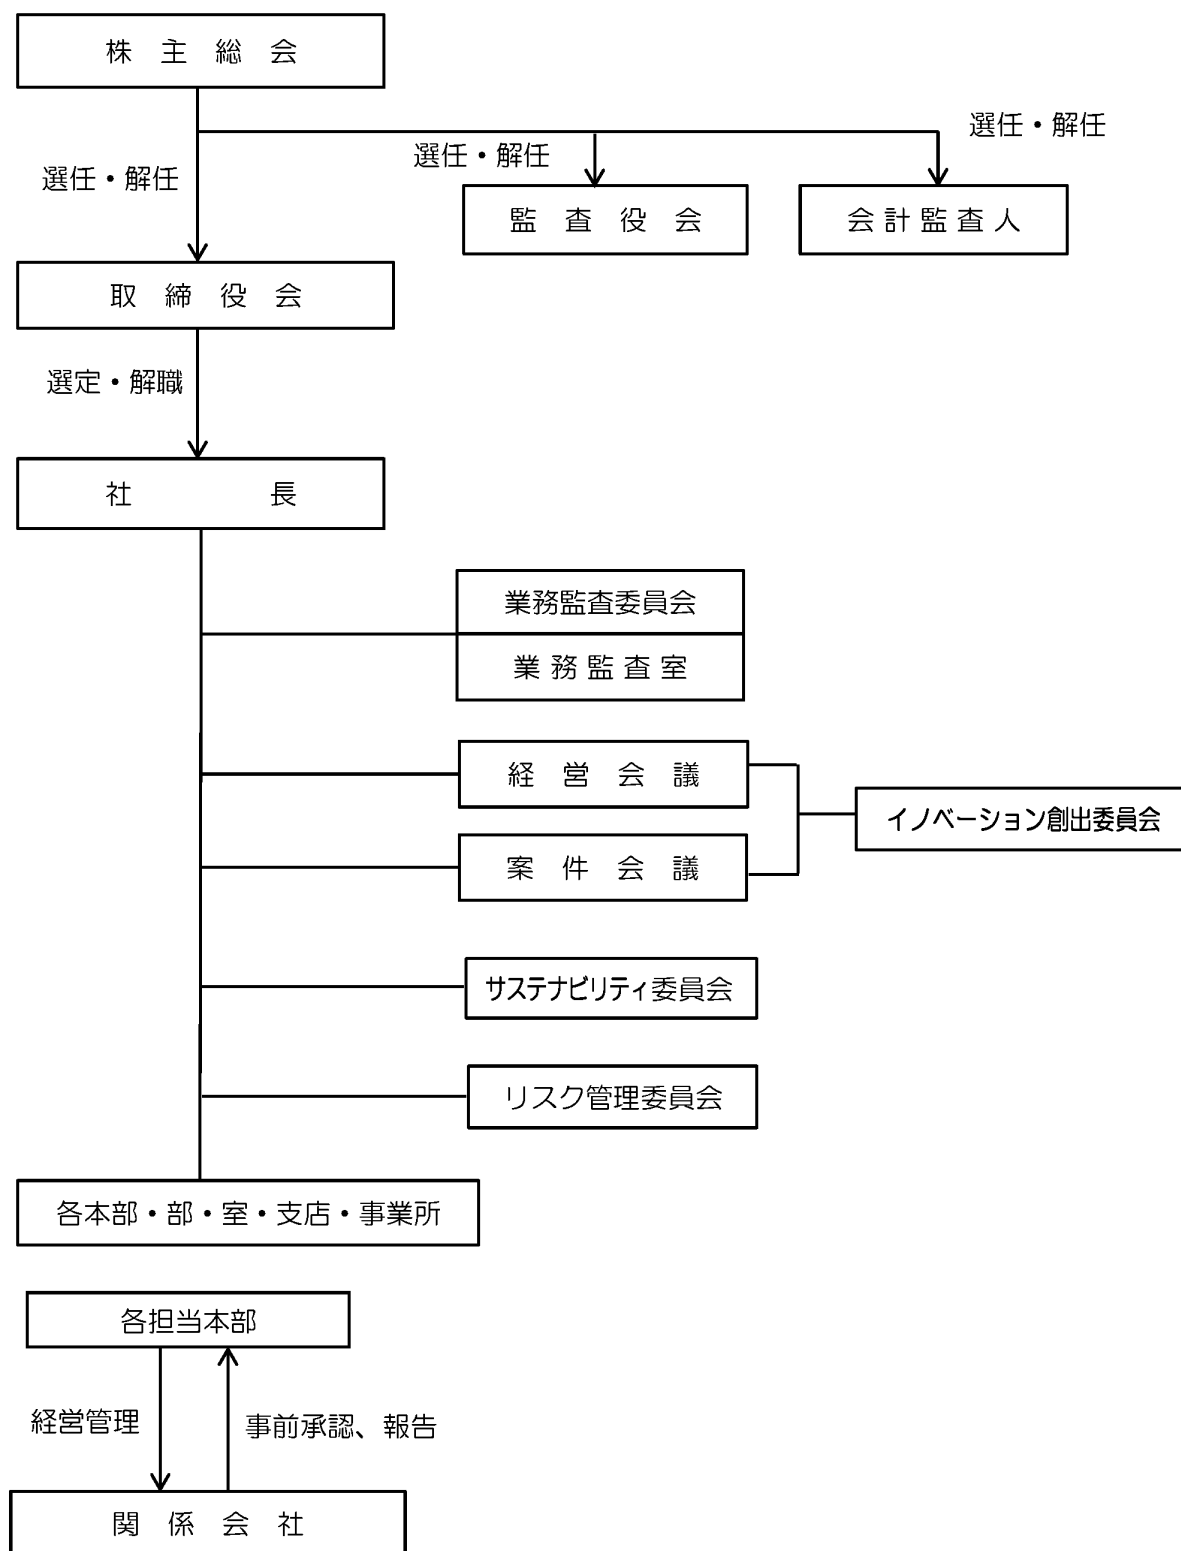 株主総会
選任・解任
選任・解任
選任・解任
監査役会
会計監査人
取締役会
選定・解職
社長
業務監査委員会
業務監査室
経営会議
イノベーション創出委員会
案件会議
サステナビリティ委員会
リスク管理委員会
各本部・部・室・支店・事業所
各担当本部
経営管理
事前承認、報告
関係会社